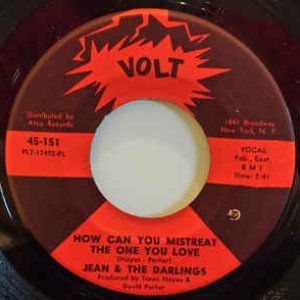 VOLT
Distributed by
Atco Records
1841 Broadway
New York, N. Y.
45-151
VLT-15495-PL
VOCAL
Pub., East,
B M I
Time: 2:41
HOW CAN YOU MISTREAT
THE ONE YOU LOVE
(Hayes - Porter)
JEAN & THE DARLINGS
Produced by Isaac Hayes &
David Porter